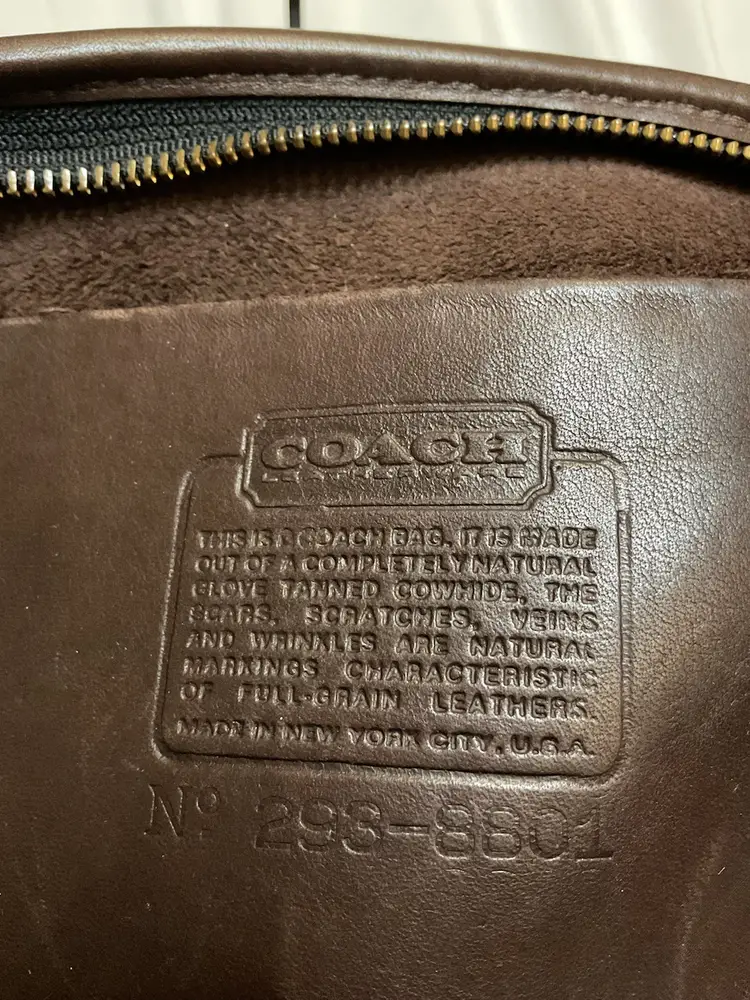 COACH
LEATHERWARE
THIS IS A COACH BAG. IT IS MADE
OUT OF A COMPLETELY NATURAL
GLOVE TANNED COWHIDE, THE
SCARS, SCRATCHES, VEINS
AND WRINKLES ARE NATURAL
MARKINGS CHARACTERISTIC
OF FULL-GRAIN LEATHERS.
MADE IN NEW YORK CITY, U.S.A.
Nº 293-8801